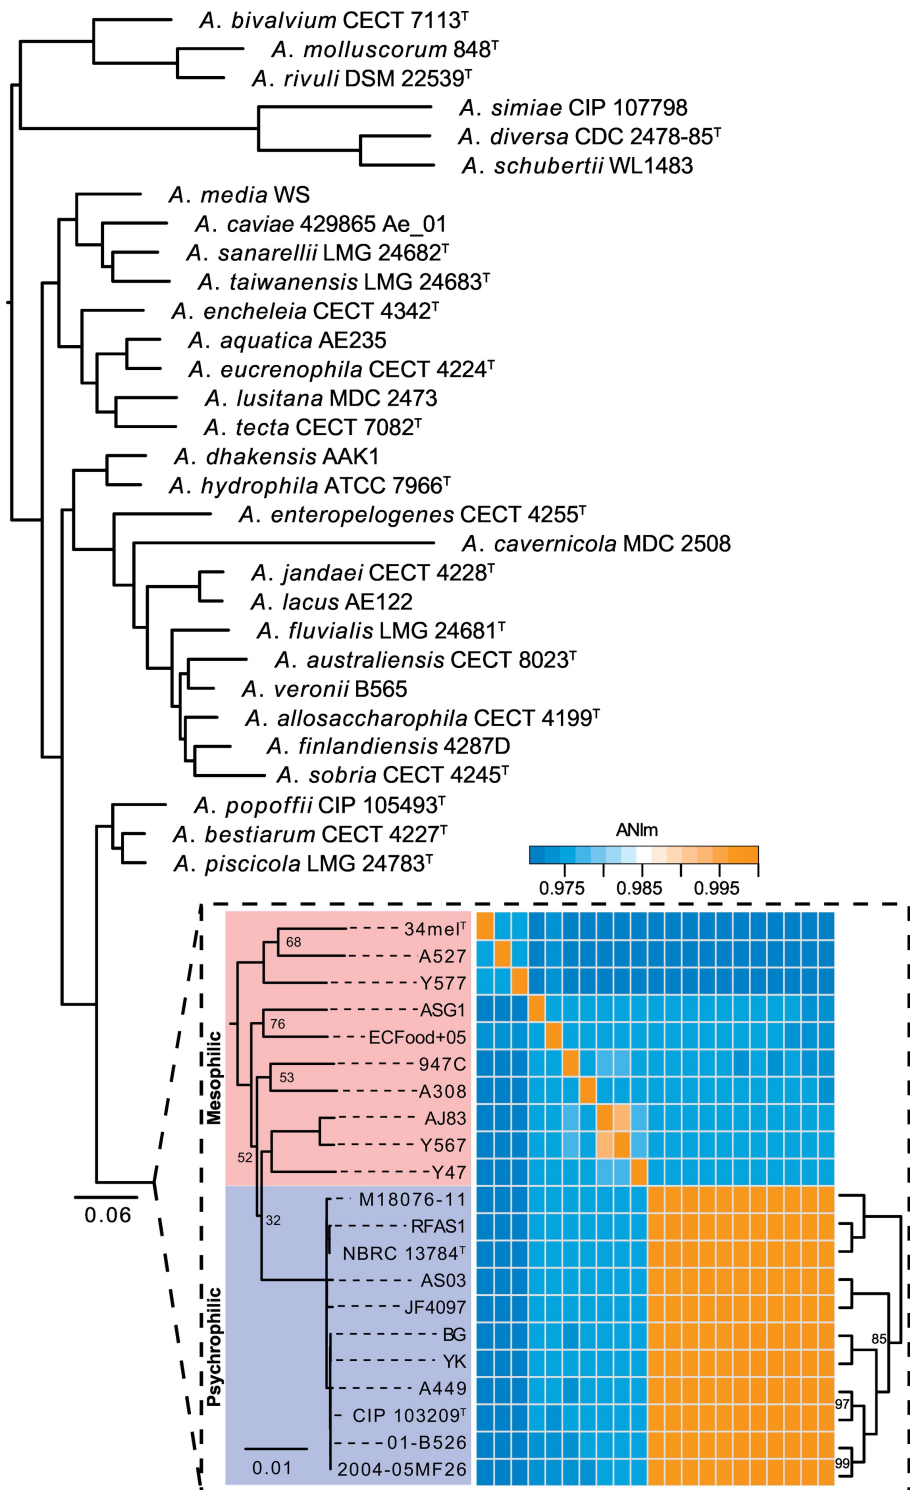 A. bivalvium CECT 7113ᵀ
A. molluscorum 848ᵀ
A. rivuli DSM 22539ᵀ
A. simiae CIP 107798
A. diversa CDC 2478-85ᵀ
A. schubertii WL1483
A. media WS
A. caviae 429865 Ae_01
A. sanarellii LMG 24682ᵀ
A. taiwanensis LMG 24683ᵀ
A. encheleia CECT 4342ᵀ
A. aquatica AE235
A. eucrenophila CECT 4224ᵀ
A. lusitana MDC 2473
A. tecta CECT 7082ᵀ
A. dhakensis AAK1
A. hydrophila ATCC 7966ᵀ
A. enteropelogenes CECT 4255ᵀ
A. cavernicola MDC 2508
A. jandaei CECT 4228ᵀ
A. lacus AE122
A. fluvialis LMG 24681ᵀ
A. australiensis CECT 8023ᵀ
A. veronii B565
A. allosaccharophila CECT 4199ᵀ
A. finlandiensis 4287D
A. sobria CECT 4245ᵀ
A. popoffii CIP 105493ᵀ
A. bestiarum CECT 4227ᵀ
A. piscicola LMG 24783ᵀ
0.06
ANIm
0.975 0.985 0.995
Mesophilic
34melᵀ
68
A527
Y577
ASG1
76
ECFood+05
947C
53
A308
AJ83
Y567
52
Y47
Psychrophilic
M18076-11
32
RFAS1
NBRC 13784ᵀ
AS03
JF4097
BG
YK
A449
CIP 103209ᵀ
01-B526
2004-05MF26
0.01
85
97
99